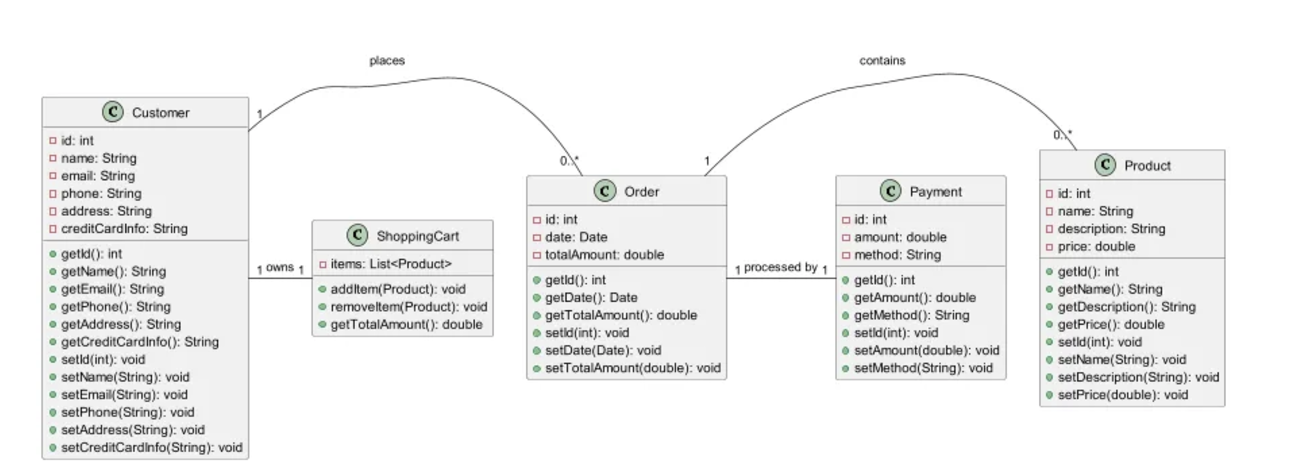 places
contains
1
0..*
1
0..*
C Customer
id: int
name: String
email: String
phone: String
address: String
creditCardInfo: String
getId(): int
getName(): String
getEmail(): String
getPhone(): String
getAddress(): String
getCreditCardInfo(): String
setId(int): void
setName(String): void
setEmail(String): void
setPhone(String): void
setAddress(String): void
setCreditCardInfo(String): void
1 owns 1
C ShoppingCart
items: List<Product>
addItem(Product): void
removeItem(Product): void
getTotalAmount(): double
C Order
id: int
date: Date
totalAmount: double
getId(): int
getDate(): Date
getTotalAmount(): double
setId(int): void
setDate(Date): void
setTotalAmount(double): void
1 processed by 1
C Payment
id: int
amount: double
method: String
getId(): int
getAmount(): double
getMethod(): String
setId(int): void
setAmount(double): void
setMethod(String): void
C Product
id: int
name: String
description: String
price: double
getId(): int
getName(): String
getDescription(): String
getPrice(): double
setId(int): void
setName(String): void
setDescription(String): void
setPrice(double): void